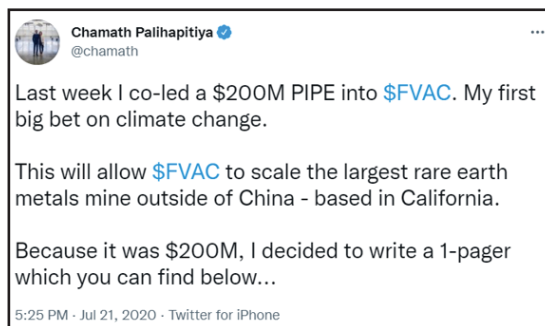 Chamath Palihapitiya
@chamath
Last week I co-led a $200M PIPE into $FVAC. My first
big bet on climate change.
This will allow $FVAC to scale the largest rare earth
metals mine outside of China - based in California.
Because it was $200M, I decided to write a 1-pager
which you can find below...
5:25 PM · Jul 21, 2020 · Twitter for iPhone